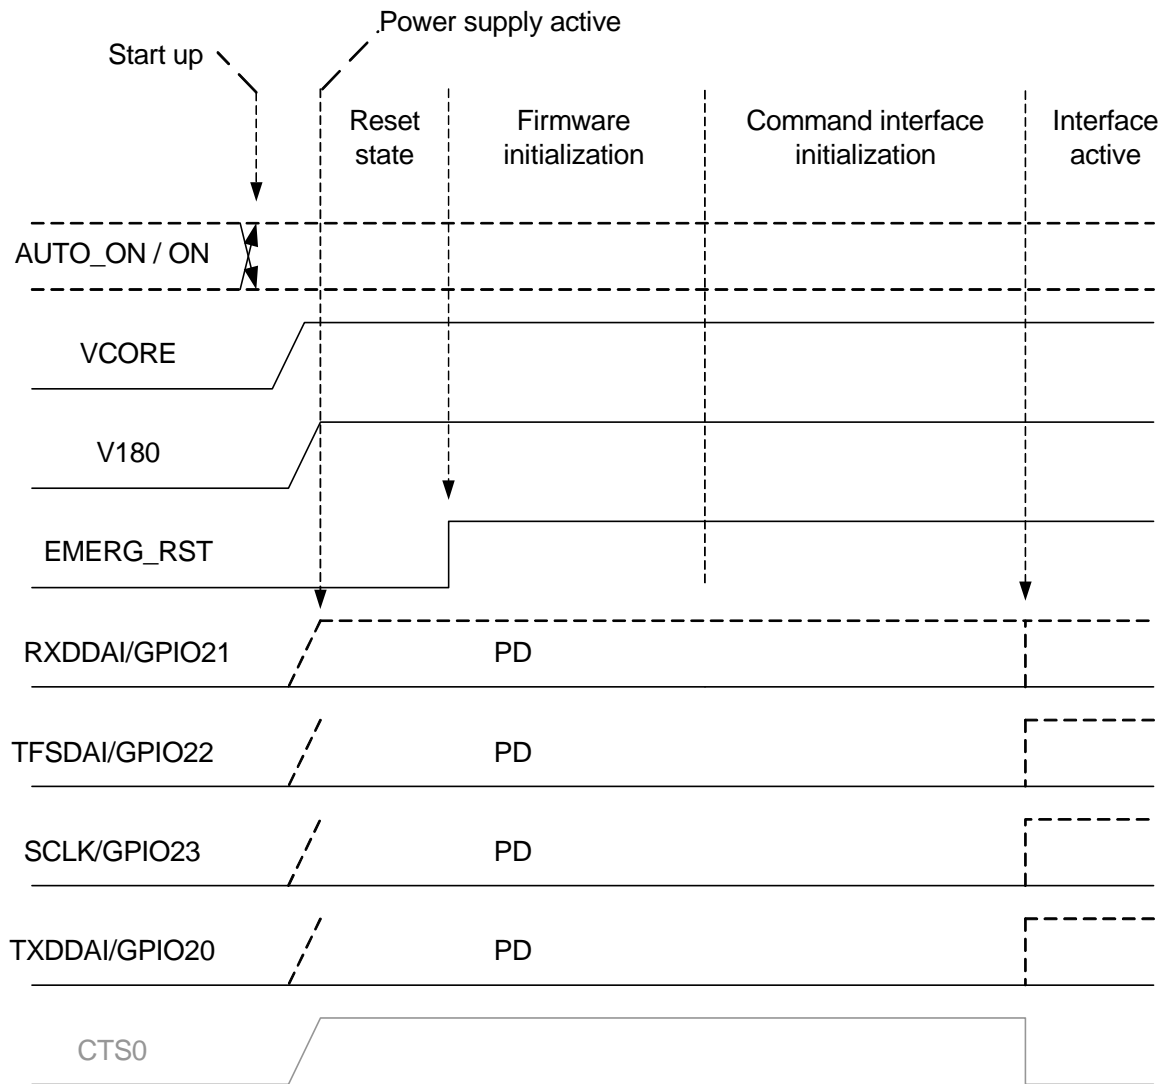 Power supply active
Start up
Reset
state
Firmware
initialization
Command interface
initialization
Interface
active
AUTO_ON / ON
VCORE
V180
EMERG_RST
RXDDAI/GPIO21
PD
TFSDAI/GPIO22
PD
SCLK/GPIO23
PD
TXDDAI/GPIO20
PD
CTS0